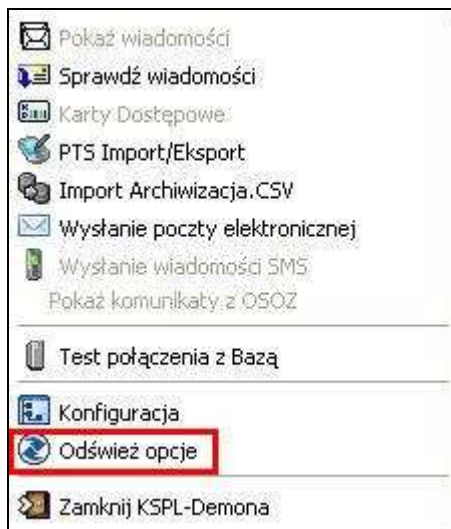 Pokaż wiadomości
Sprawdź wiadomości
Karty Dostępowe
PTS Import/Eksport
Import Archiwizacja.CSV
Wysłanie poczty elektronicznej
Wysłanie wiadomości SMS
Pokaż komunikaty z OSOZ
Test połączenia z Bazą
Konfiguracja
Odśwież opcje
Zamknij KSPL-Demona